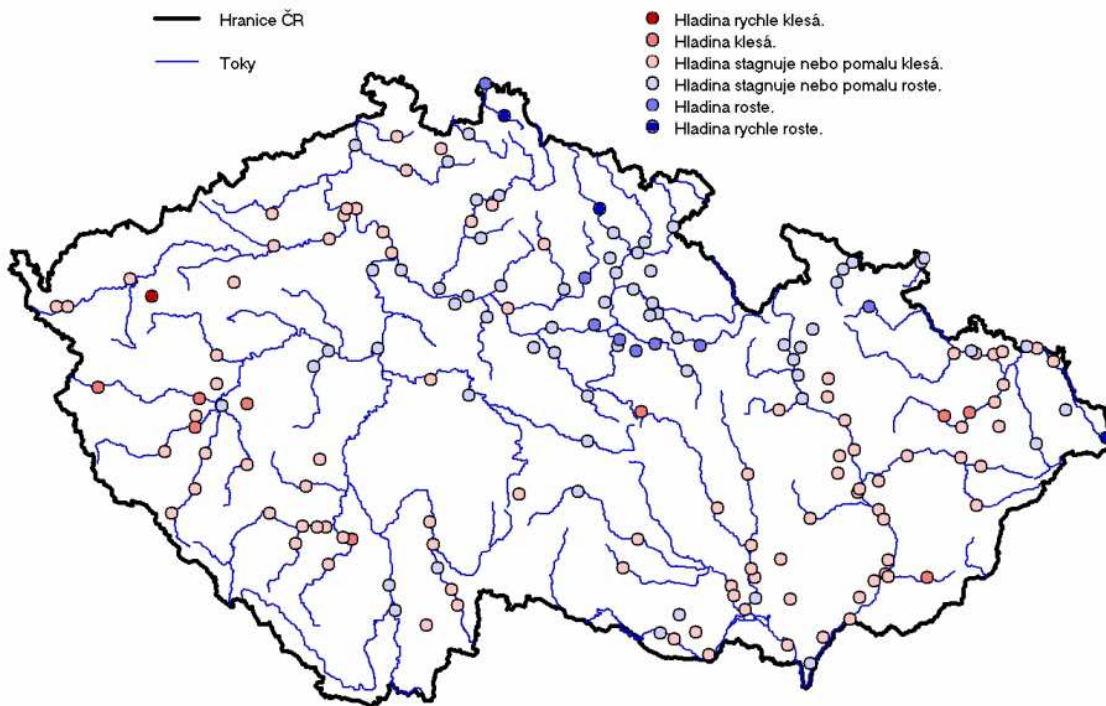 Hranice ČR
Toky
Hladina rychle klesá.
Hladina klesá.
Hladina stagnuje nebo pomalu klesá.
Hladina stagnuje nebo pomalu roste.
Hladina roste.
Hladina rychle roste.